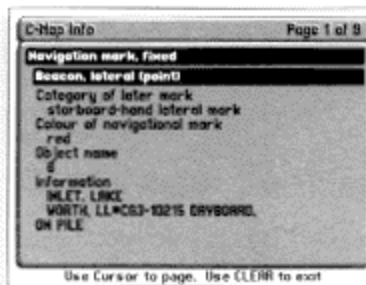 C-Map Info Page 1 of 9
Navigation mark, fixed
Beacon, lateral (point)
Category of later mark
starboard-hand lateral mark
Colour of navigational mark
red
Object name
6
Information
INLET, LAKE
WORTH, LL#CG3-10215 DAYBOARD,
ON PILE
Use Cursor to page. Use CLEAR to exit